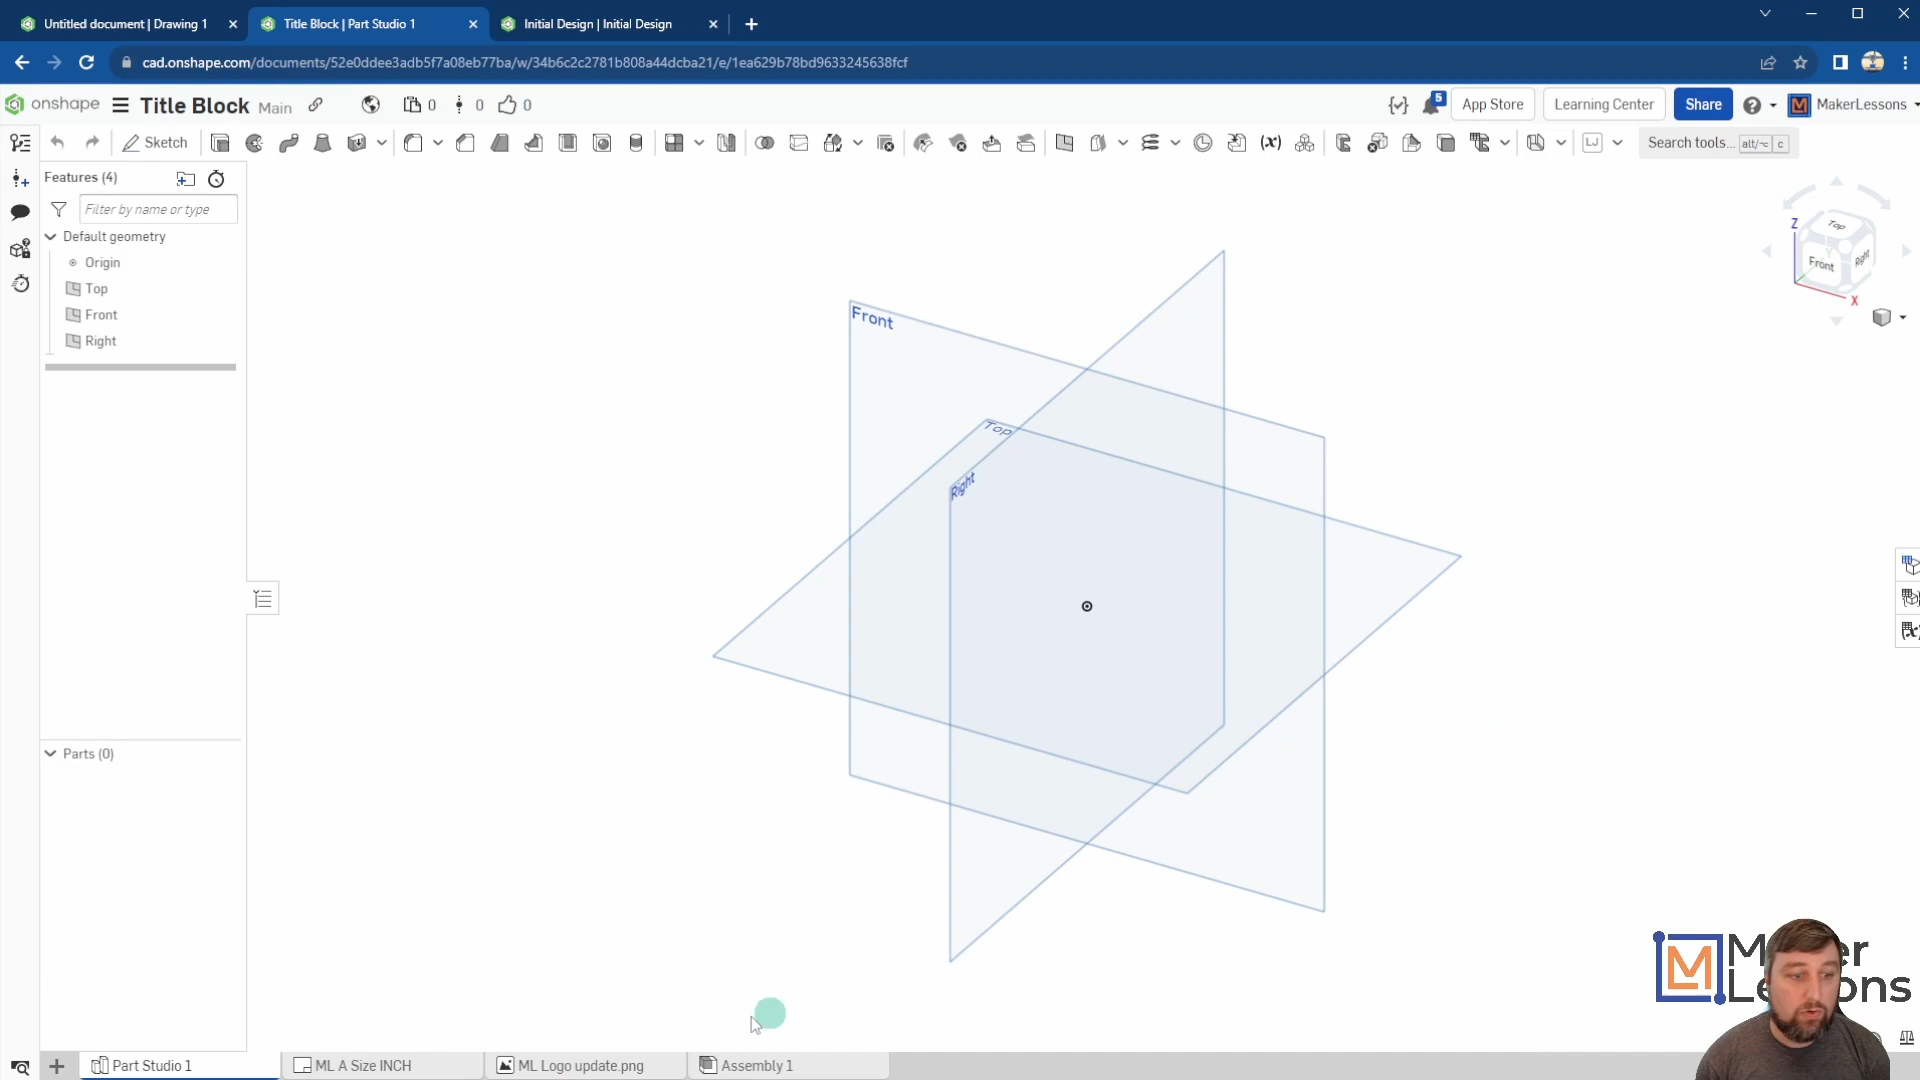 Untitled document | Drawing 1
Title Block | Part Studio 1
Initial Design | Initial Design
cad.onshape.com/documents/52e0ddee3adb5f7a08eb77ba/w/34b6c2c2781b808a44dcba21/e/1ea629b78bd9633245638fcf
onshape Title Block Main 0 0 0 5 App Store Learning Center Share MakerLessons
Sketch (x) Search tools... alt/⌥ c
Features (4)
Filter by name or type
Default geometry
Origin
Top
Front
Right
Parts (0)
Front
Top
Right
Z
Top
Front
Right
Y
X
M
Part Studio 1
ML A Size INCH
ML Logo update.png
Assembly 1